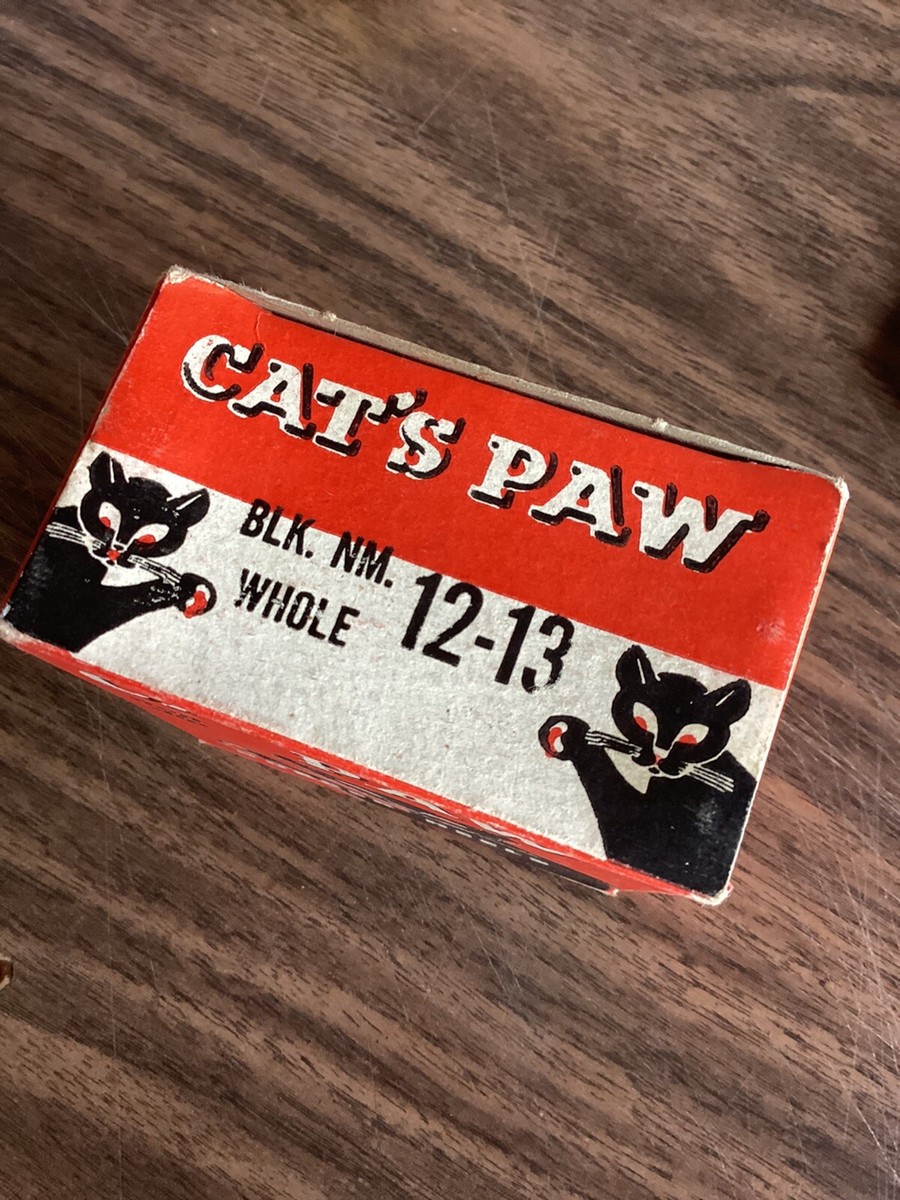 CAT'S PAW
BLK. NM.
WHOLE
12-13